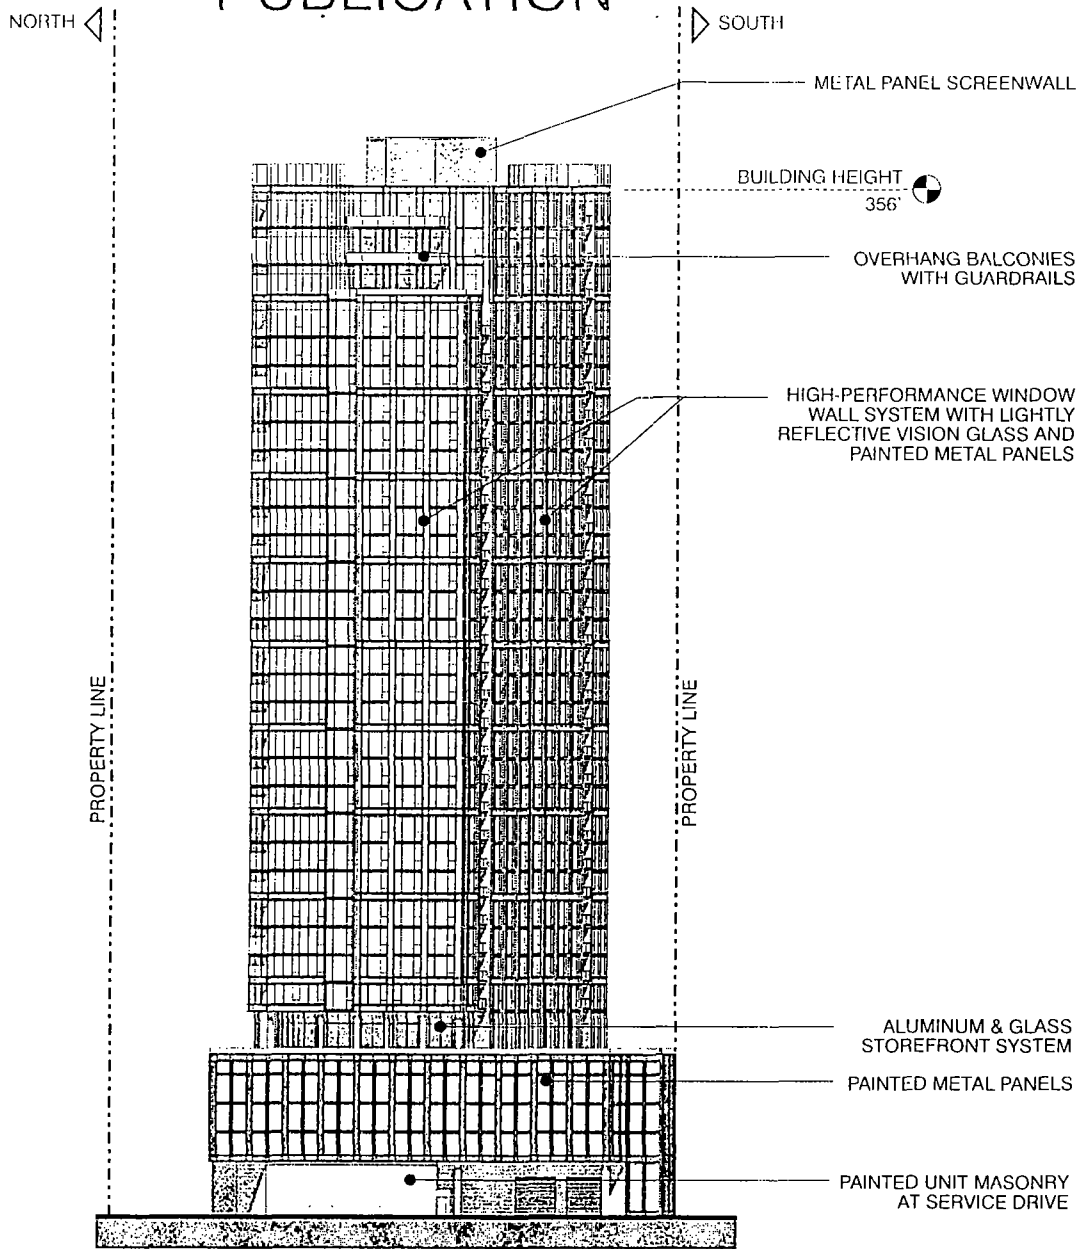 PUBLICATION
NORTH
SOUTH
METAL PANEL SCREENWALL
BUILDING HEIGHT
356'
OVERHANG BALCONIES
WITH GUARDRAILS
HIGH-PERFORMANCE WINDOW
WALL SYSTEM WITH LIGHTLY
REFLECTIVE VISION GLASS AND
PAINTED METAL PANELS
PROPERTY LINE
PROPERTY LINE
ALUMINUM & GLASS
STOREFRONT SYSTEM
PAINTED METAL PANELS
PAINTED UNIT MASONRY
AT SERVICE DRIVE